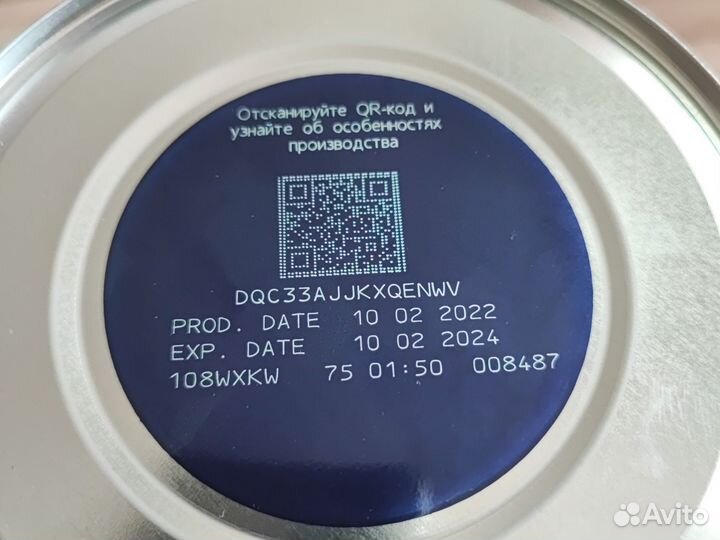 Отсканируйте QR-код и
узнайте об особенностях
производства
DQC33AJJKXQENWV
PROD. DATE 10 02 2022
EXP. DATE 10 02 2024
108WXKW 75 01:50 008487
Avito